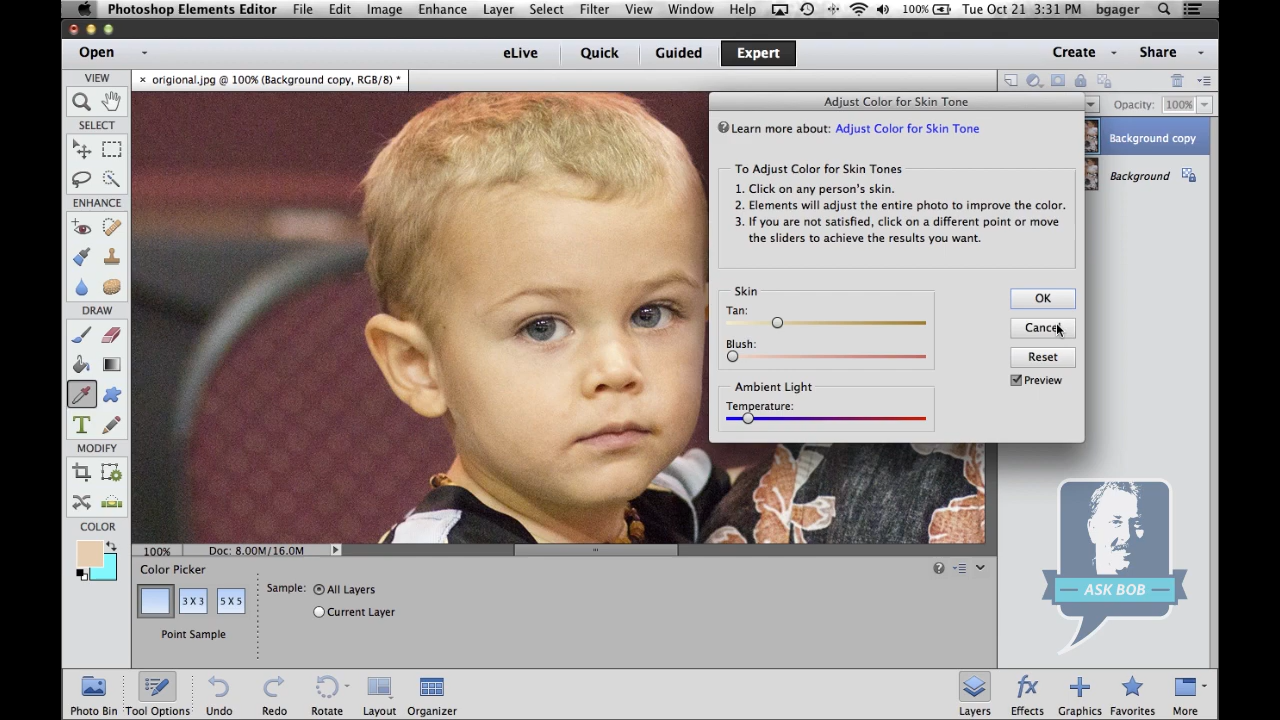 Photoshop Elements Editor File Edit Image Enhance Layer Select Filter View Window Help 100% Tue Oct 21 3:31 PM bgager
Open eLive Quick Guided Expert Create Share
VIEW
× origional.jpg @ 100% (Background copy, RGB/8) *
Adjust Color for Skin Tone
Opacity: 100%
SELECT
Learn more about: Adjust Color for Skin Tone
Background copy
To Adjust Color for Skin Tones
Background
1. Click on any person's skin.
ENHANCE
2. Elements will adjust the entire photo to improve the color.
3. If you are not satisfied, click on a different point or move
the sliders to achieve the results you want.
Skin
OK
DRAW
Tan:
Cancel
Blush:
Reset
Preview
Ambient Light
Temperature:
T
MODIFY
COLOR
100% Doc: 8.00M/16.0M
Color Picker
Sample: All Layers
3 X 3 5 X 5
Current Layer
Point Sample
ASK BOB
fx
Photo Bin Tool Options Undo Redo Rotate Layout Organizer Layers Effects Graphics Favorites More